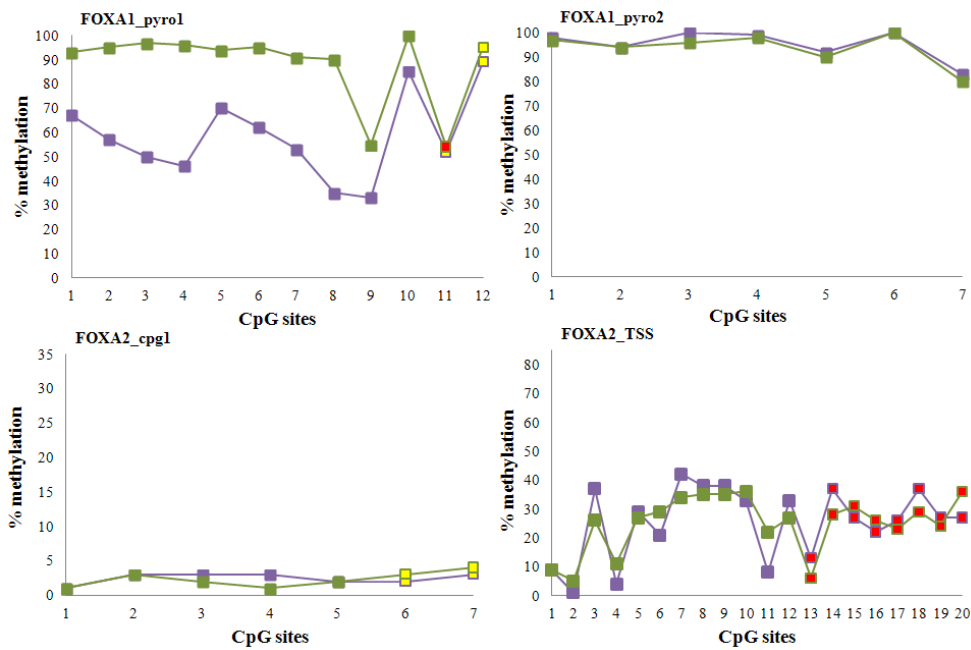 FOXA1_pyro1
100
90
80
70
60
50
40
30
20
10
0
% methylation
1 2 3 4 5 6 7 8 9 10 11 12
CpG sites
FOXA1_pyro2
100
90
80
70
60
50
40
30
20
10
0
% methylation
1 2 3 4 5 6 7
CpG sites
FOXA2_cpg1
35
30
25
20
15
10
5
0
% methylation
1 2 3 4 5 6 7
CpG sites
FOXA2_TSS
80
70
60
50
40
30
20
10
0
% methylation
1 2 3 4 5 6 7 8 9 10 11 12 13 14 15 16 17 18 19 20
CpG sites